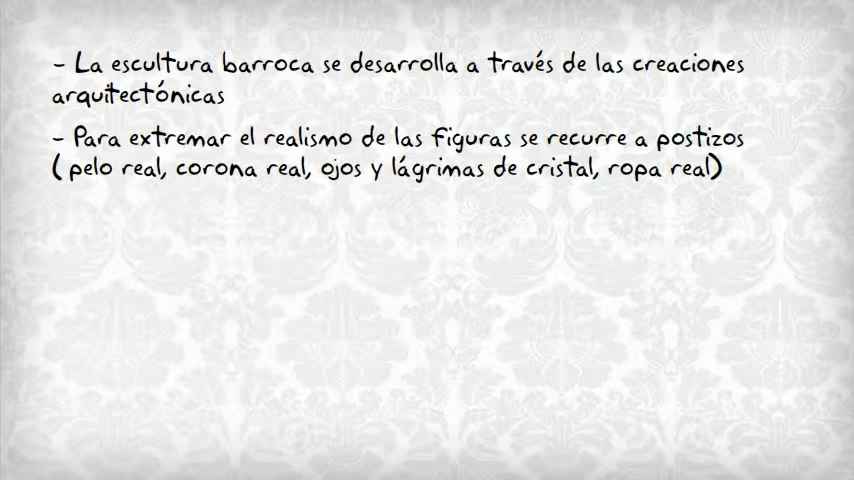 - La escultura barroca se desarrolla a través de las creaciones
arquitectónicas
- Para extremar el realismo de las figuras se recurre a postizos
( pelo real, corona real, ojos y lágrimas de cristal, ropa real)